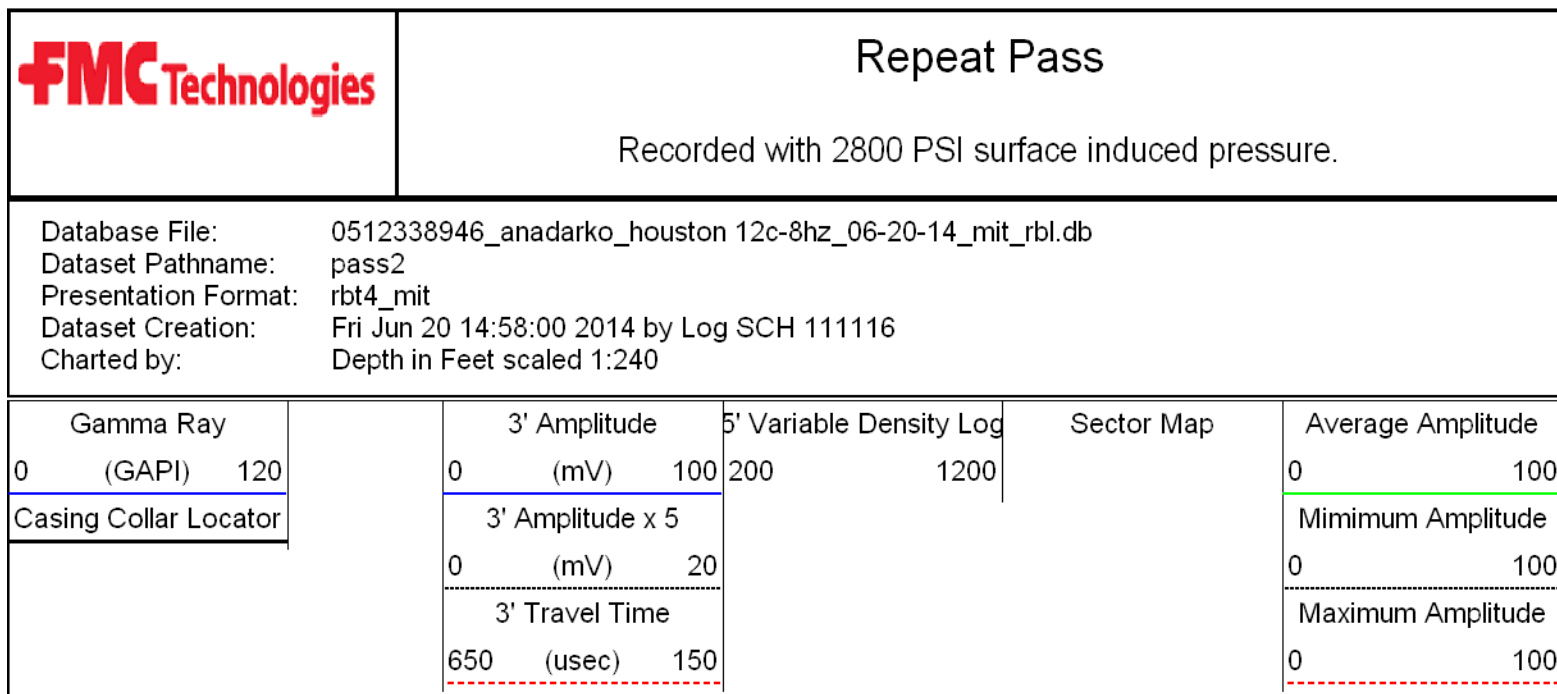 FMC Technologies
Repeat Pass
Recorded with 2800 PSI surface induced pressure.
Database File: 0512338946_anadarko_houston 12c-8hz_06-20-14_mit_rbl.db
Dataset Pathname: pass2
Presentation Format: rbt4_mit
Dataset Creation: Fri Jun 20 14:58:00 2014 by Log SCH 111116
Charted by: Depth in Feet scaled 1:240
Gamma Ray
0 (GAPI) 120
Casing Collar Locator
3' Amplitude
0 (mV) 100
3' Amplitude x 5
0 (mV) 20
3' Travel Time
650 (usec) 150
5' Variable Density Log
200 1200
Sector Map
Average Amplitude
0 100
Mimimum Amplitude
0 100
Maximum Amplitude
0 100